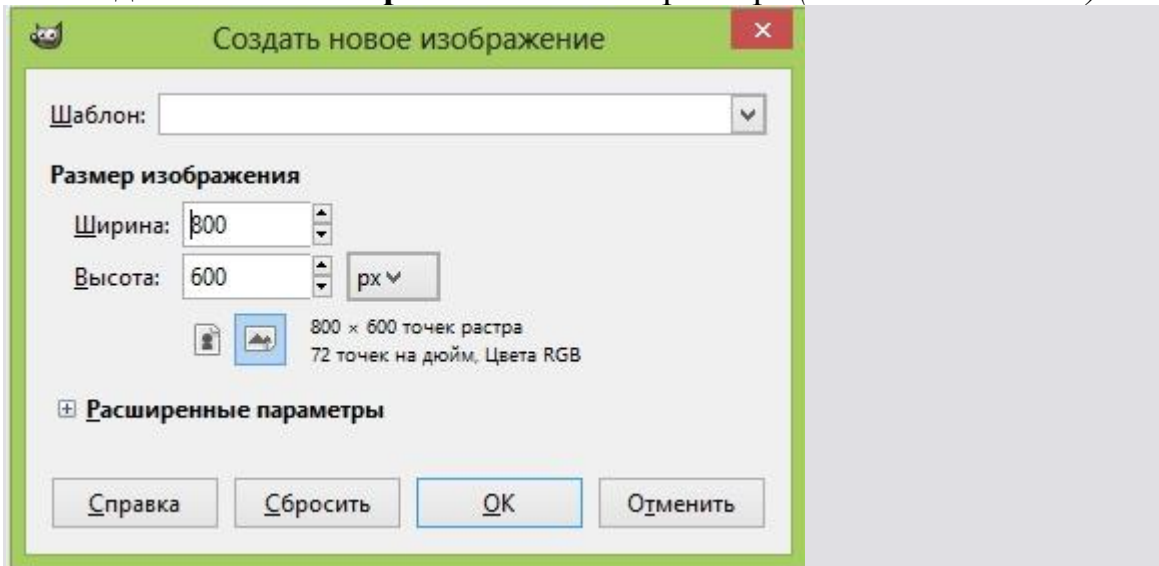 Создать новое изображение
Шаблон:
Размер изображения
Ширина: 800
Высота: 600 px
800 × 600 точек растра
72 точек на дюйм, Цвета RGB
Расширенные параметры
Справка Сбросить OK Отменить